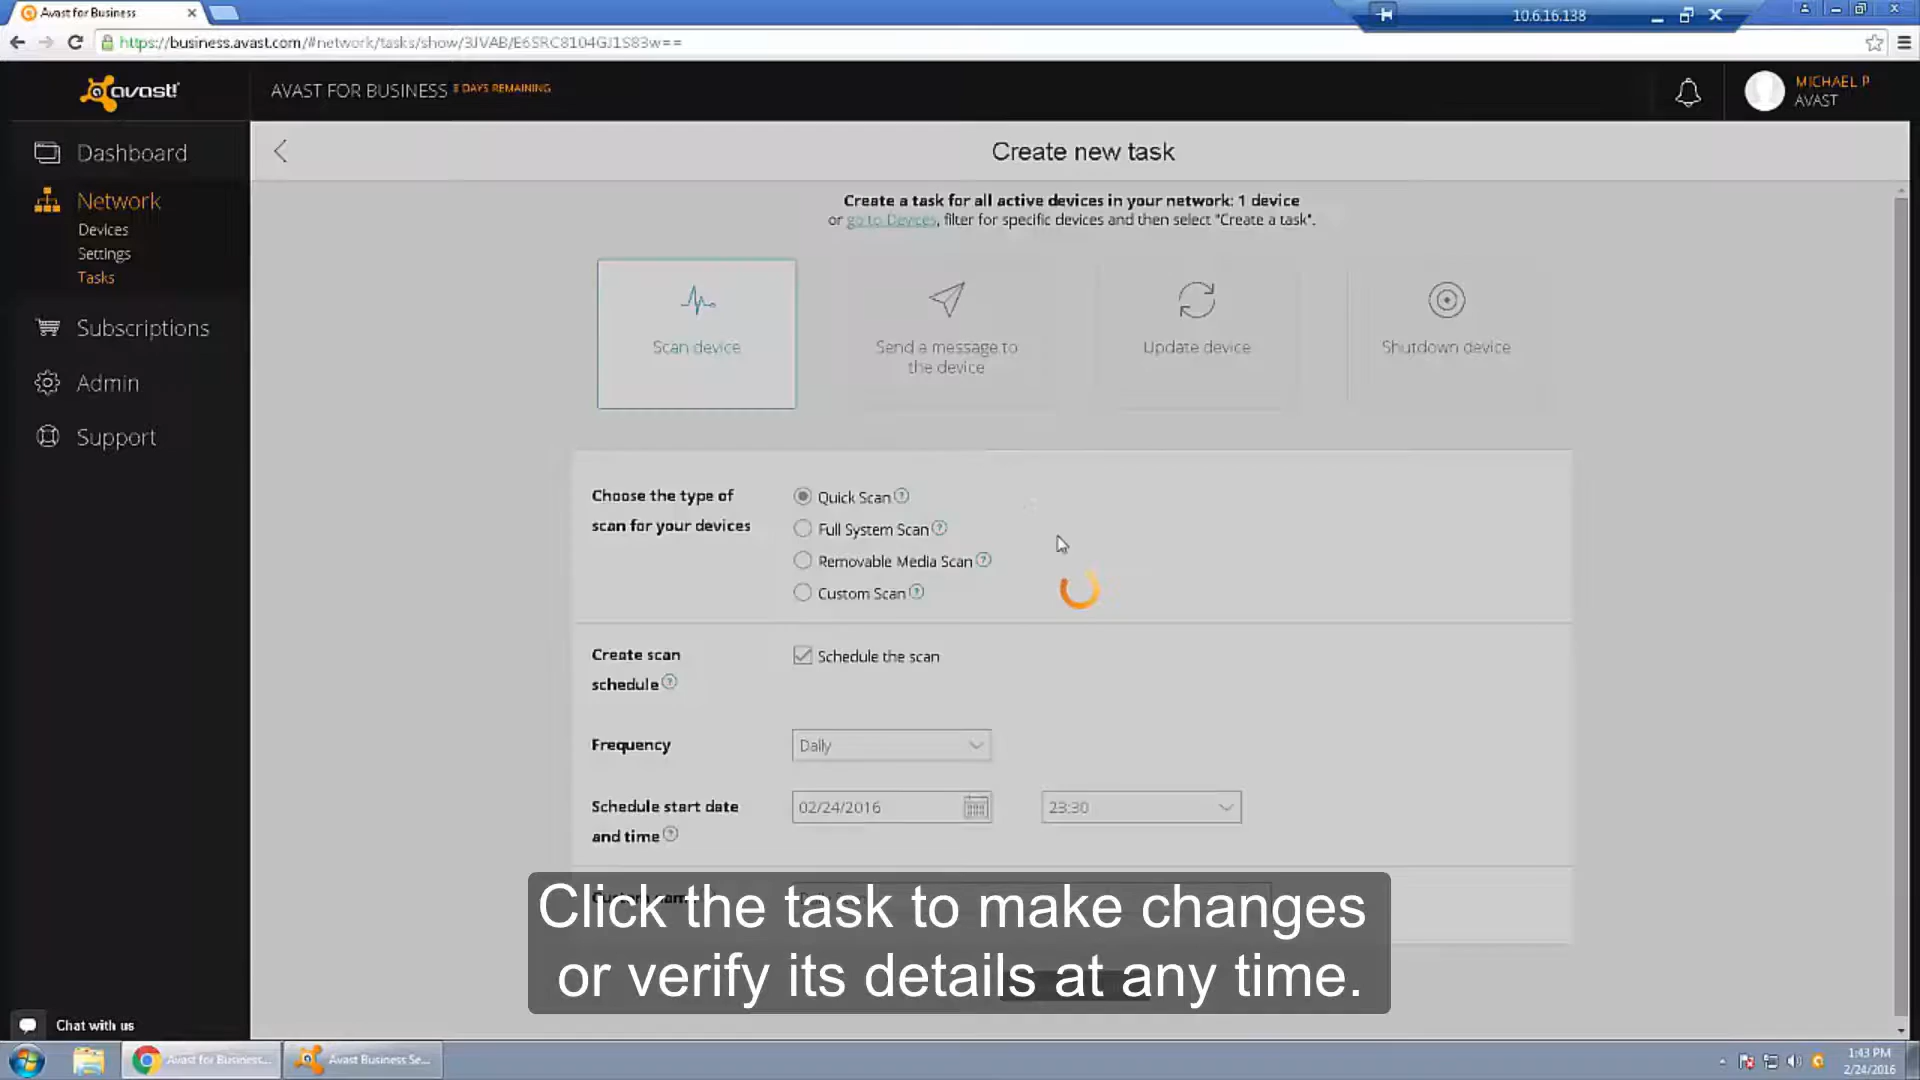 Avast for Business
10.6.16.138
https://business.avast.com/#network/tasks/show/3JVAB/E6SRC8104GJ1S83w==
avast!
AVAST FOR BUSINESS 8 DAYS REMAINING
MICHAEL P
AVAST
Dashboard
Network
Devices
Settings
Tasks
Subscriptions
Admin
Support
Create new task
Create a task for all active devices in your network: 1 device
or go to Devices, filter for specific devices and then select "Create a task".
Scan device
Send a message to
the device
Update device
Shutdown device
Choose the type of
scan for your devices
Quick Scan
Full System Scan
Removable Media Scan
Custom Scan
Create scan
schedule
Schedule the scan
Frequency
Daily
Schedule start date
and time
02/24/2016
23:30
Click the task to make changes
or verify its details at any time.
Chat with us
Avast for Business...
Avast Business Se...
1:43 PM
2/24/2016